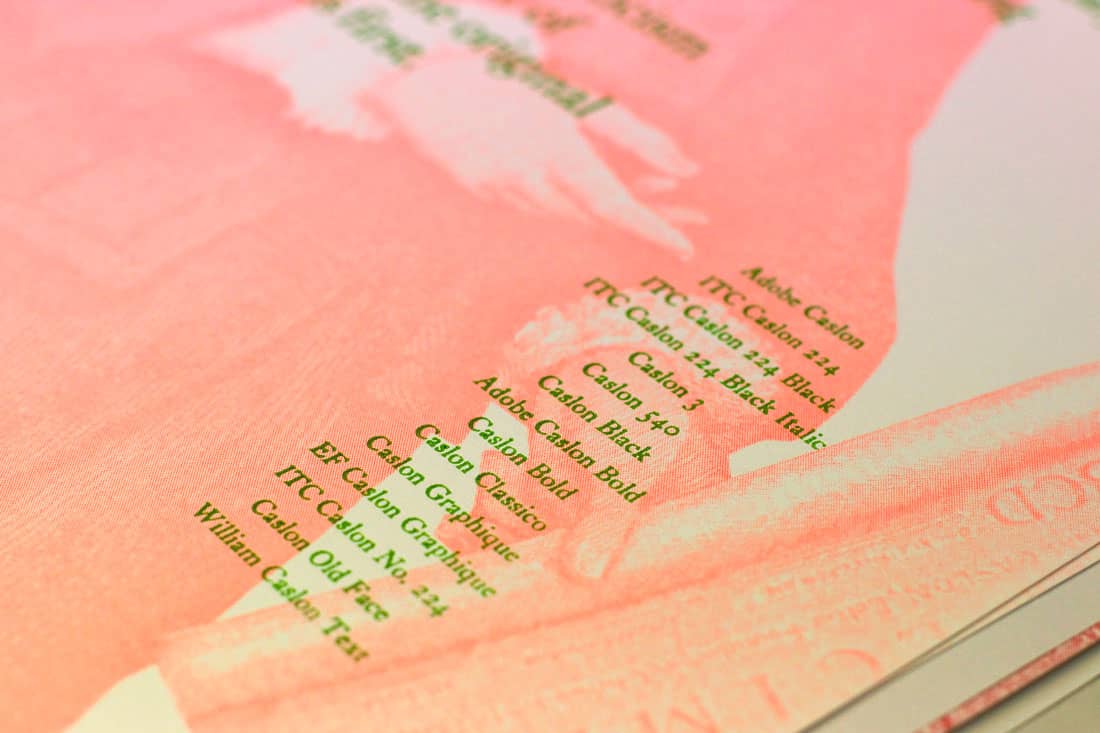 of
original
Adobe Caslon
ITC Caslon 224
ITC Caslon 224 Black
ITC Caslon 224 Black Italic
Caslon 3
Caslon 540
Caslon Black
Adobe Caslon Bold
Caslon Bold
Caslon Classico
Caslon Graphique
EF Caslon Graphique
ITC Caslon No. 224
Caslon Old Face
William Caslon Text